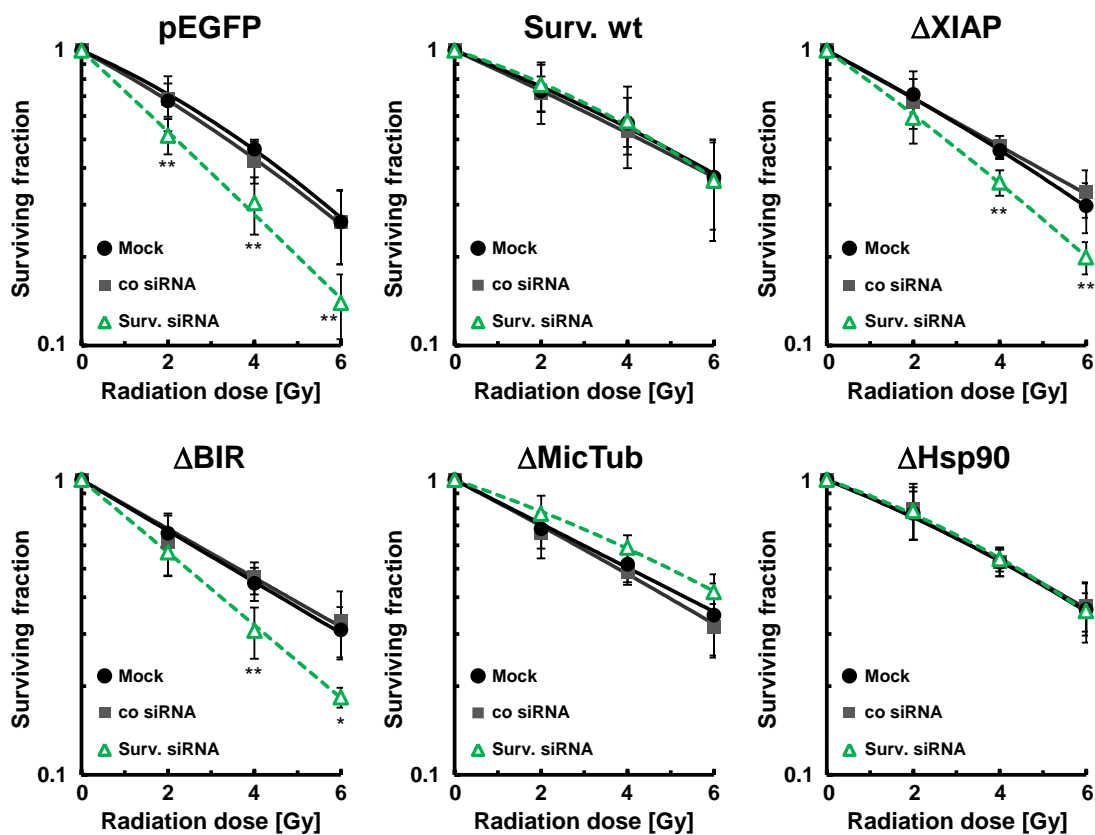 pEGFP
Surviving fraction
1
0.1
**
**
**
Mock
co siRNA
Surv. siRNA
0 2 4 6
Radiation dose [Gy]
Surv. wt
Surviving fraction
1
0.1
Mock
co siRNA
Surv. siRNA
0 2 4 6
Radiation dose [Gy]
ΔXIAP
Surviving fraction
1
0.1
**
**
Mock
co siRNA
Surv. siRNA
0 2 4 6
Radiation dose [Gy]
ΔBIR
Surviving fraction
1
0.1
**
*
Mock
co siRNA
Surv. siRNA
0 2 4 6
Radiation dose [Gy]
ΔMicTub
Surviving fraction
1
0.1
Mock
co siRNA
Surv. siRNA
0 2 4 6
Radiation dose [Gy]
ΔHsp90
Surviving fraction
1
0.1
Mock
co siRNA
Surv. siRNA
0 2 4 6
Radiation dose [Gy]